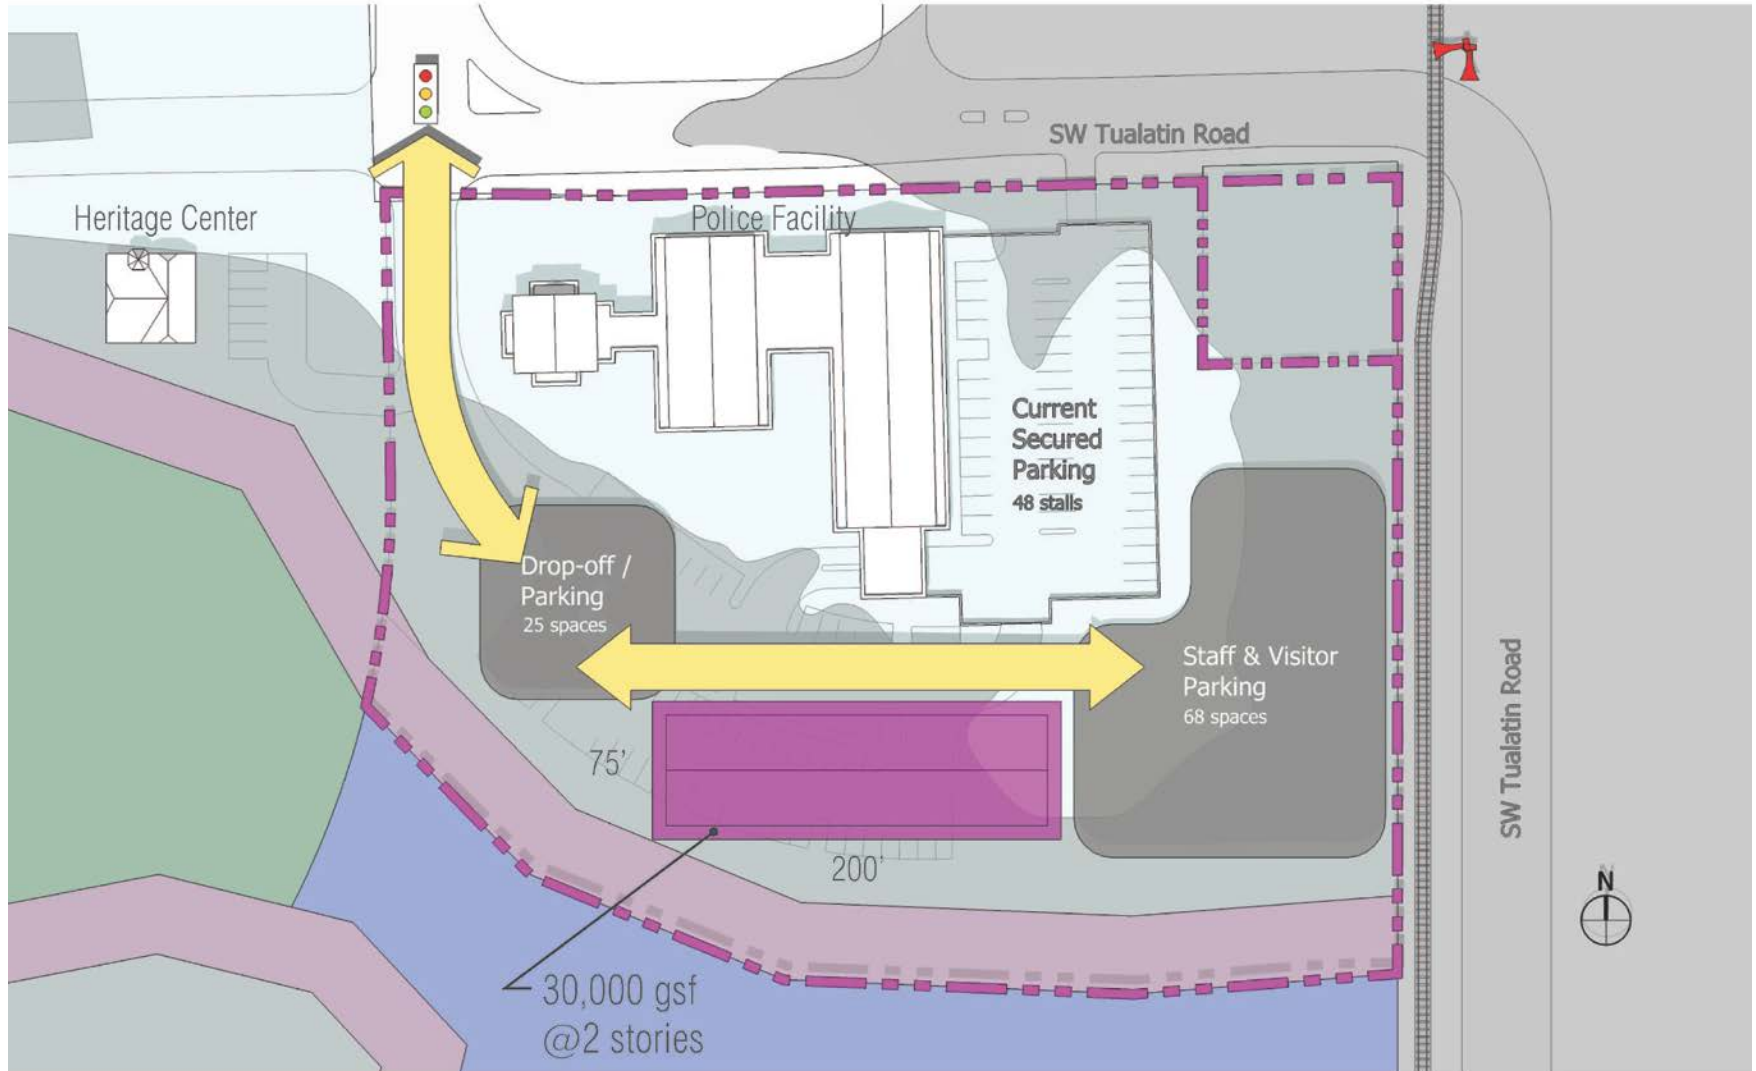 SW Tualatin Road
Heritage Center
Police Facility
Current
Secured
Parking
48 stalls
Drop-off /
Parking
25 spaces
Staff & Visitor
Parking
68 spaces
SW Tualatin Road
75'
200'
N
30,000 gsf
@2 stories